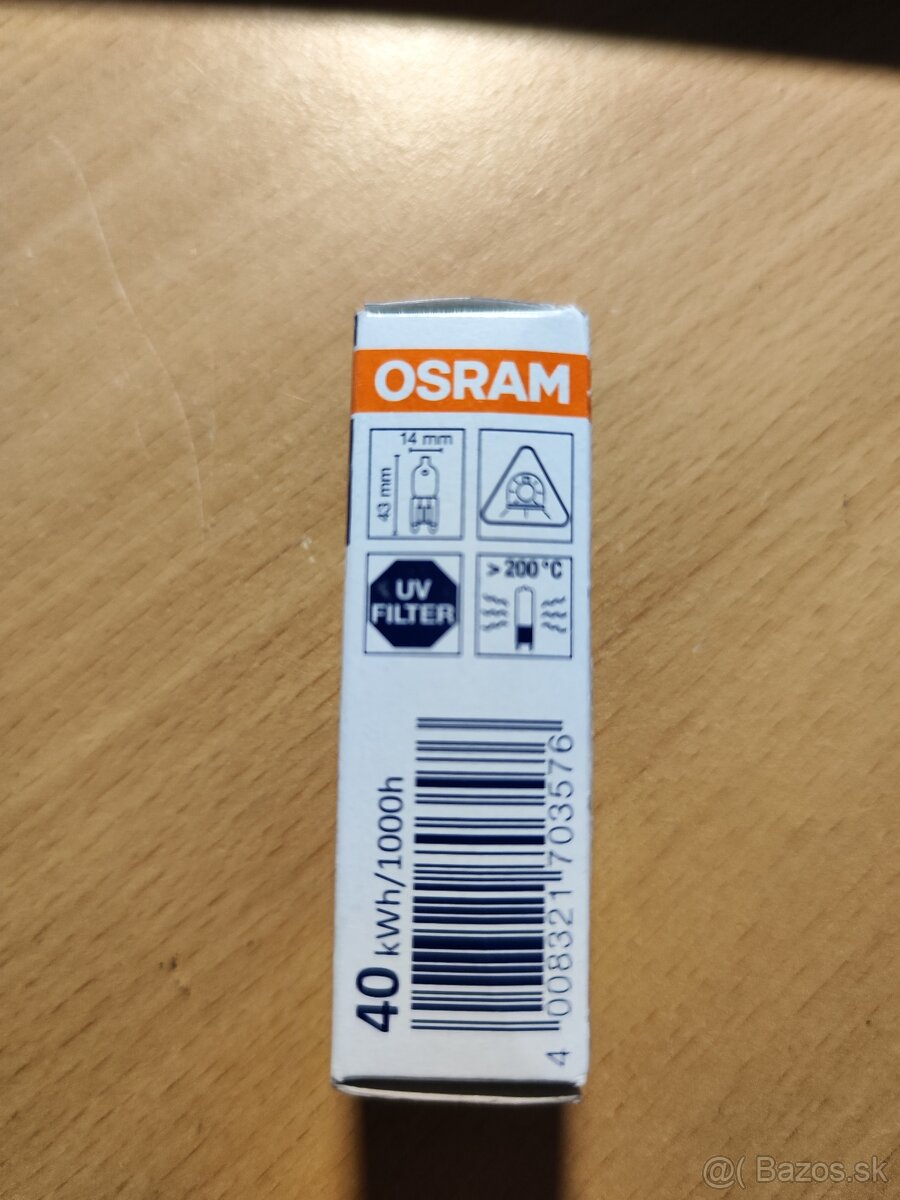 OSRAM
14 mm
43 mm
UV
FILTER
> 200 °C
40 kWh/1000h
4 008321 703576
@( Bazos.sk